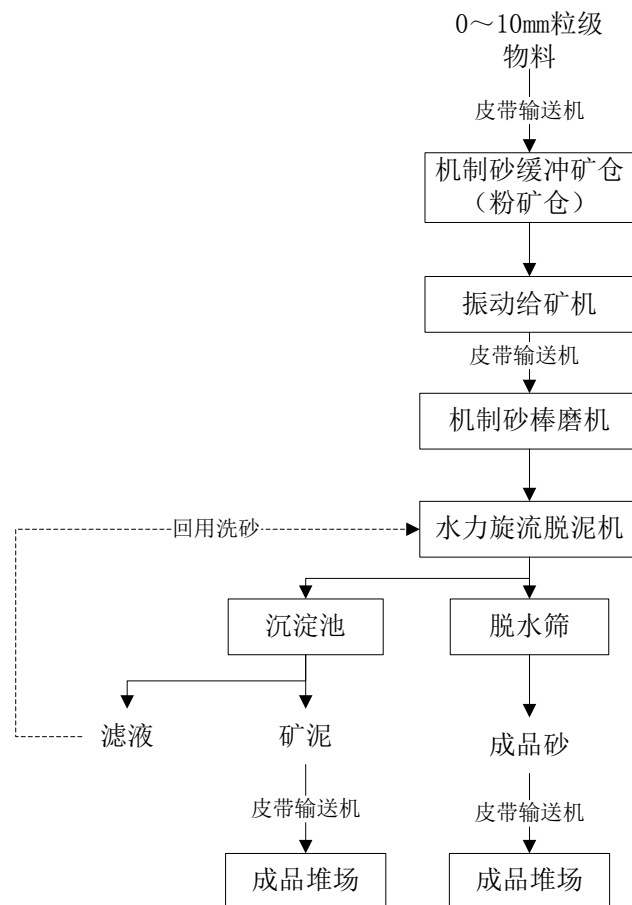 0～10mm粒级
物料
皮带输送机
机制砂缓冲矿仓
（粉矿仓）
振动给矿机
皮带输送机
机制砂棒磨机
回用洗砂
水力旋流脱泥机
沉淀池
脱水筛
滤液
矿泥
成品砂
皮带输送机
皮带输送机
成品堆场
成品堆场